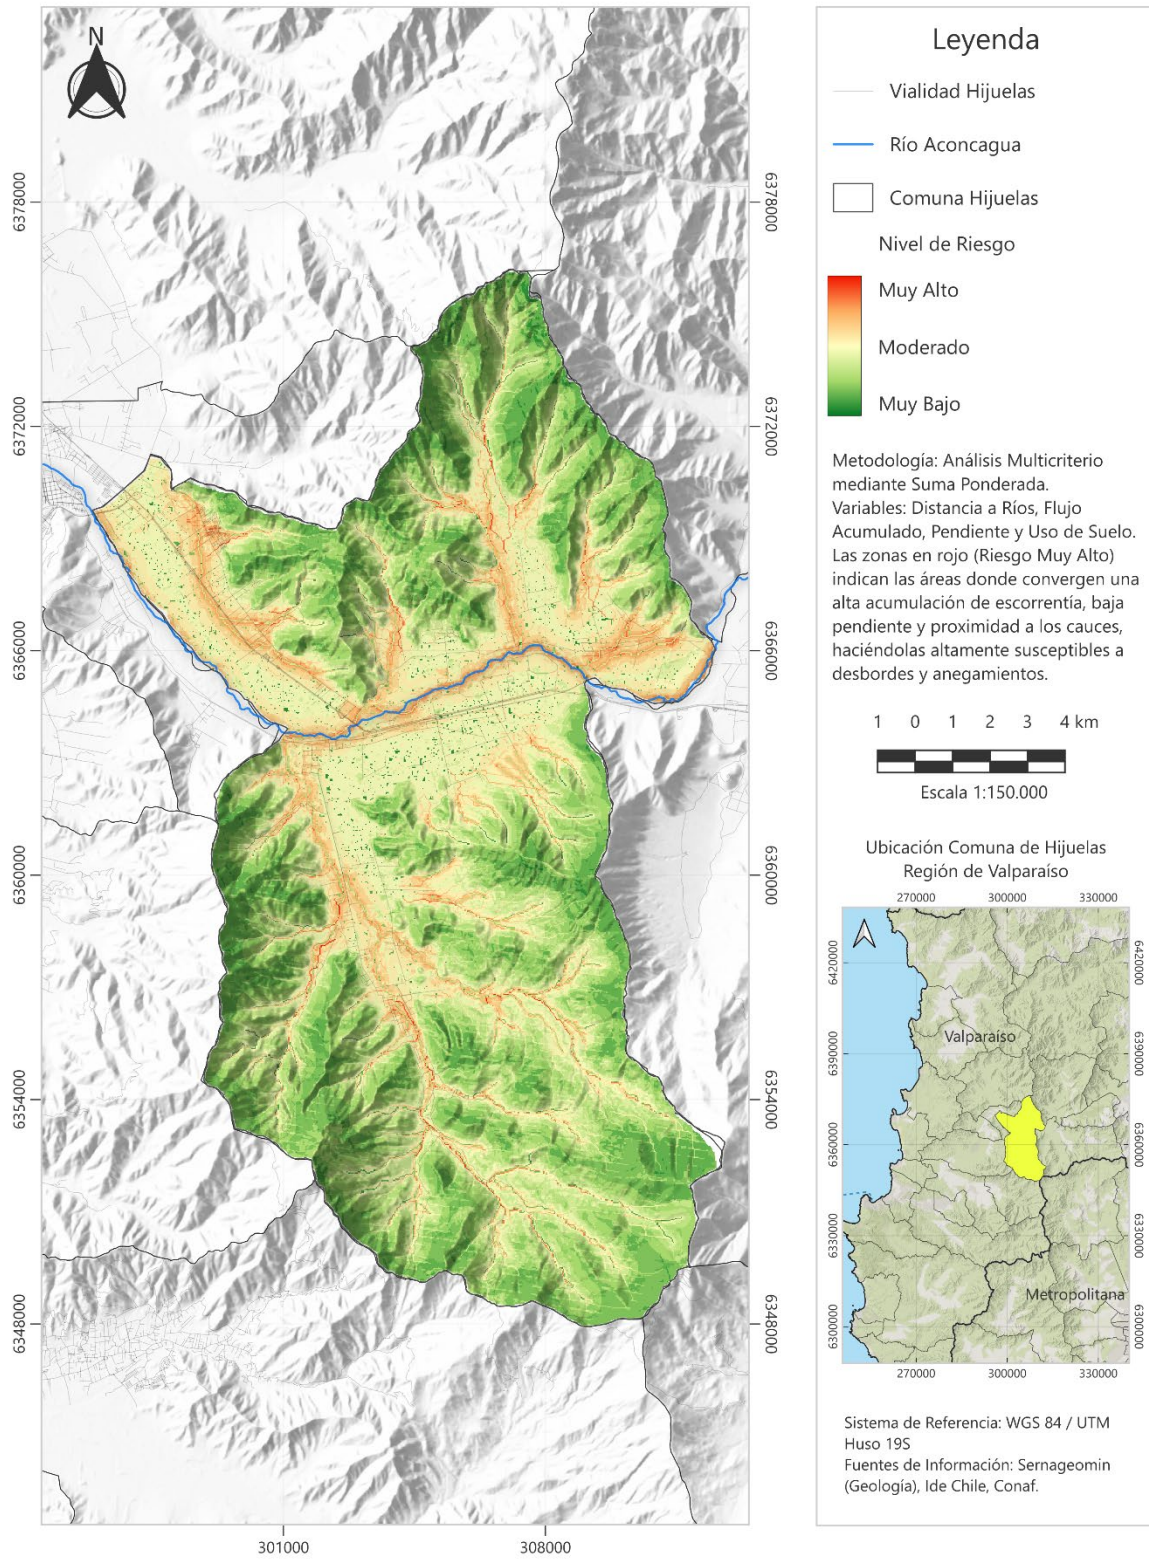 N
6378000
6372000
6366000
6360000
6354000
6348000
6378000
6372000
6366000
6360000
6354000
6348000
301000
308000
Leyenda
Vialidad Hijuelas
Río Aconcagua
Comuna Hijuelas
Nivel de Riesgo
Muy Alto
Moderado
Muy Bajo
Metodología: Análisis Multicriterio
mediante Suma Ponderada.
Variables: Distancia a Ríos, Flujo
Acumulado, Pendiente y Uso de Suelo.
Las zonas en rojo (Riesgo Muy Alto)
indican las áreas donde convergen una
alta acumulación de escorrentía, baja
pendiente y proximidad a los cauces,
haciéndolas altamente susceptibles a
desbordes y anegamientos.
1 0 1 2 3 4 km
Escala 1:150.000
Ubicación Comuna de Hijuelas
Región de Valparaíso
270000 300000 330000
6420000
6390000
6360000
6330000
6300000
Valparaíso
Metropolitana
6420000
6390000
6360000
6330000
6300000
270000 300000 330000
Sistema de Referencia: WGS 84 / UTM
Huso 19S
Fuentes de Información: Sernageomin
(Geología), Ide Chile, Conaf.